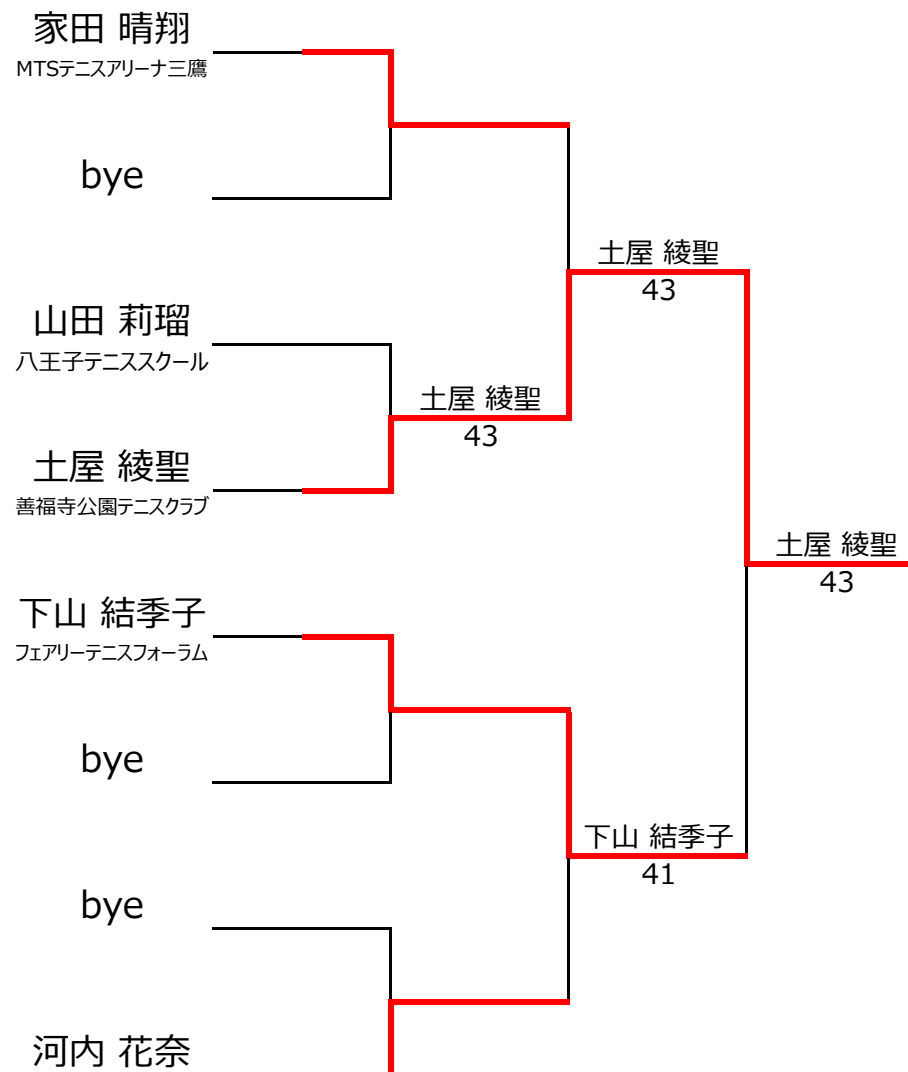 家田 晴翔
MTSテニスアリーナ三鷹
bye
山田 莉瑠
八王子テニススクール
土屋 綾聖
善福寺公園テニスクラブ
下山 結季子
フェアリーテニスフォーラム
bye
bye
河内 花奈
土屋 綾聖
43
土屋 綾聖
43
下山 結季子
41
土屋 綾聖
43